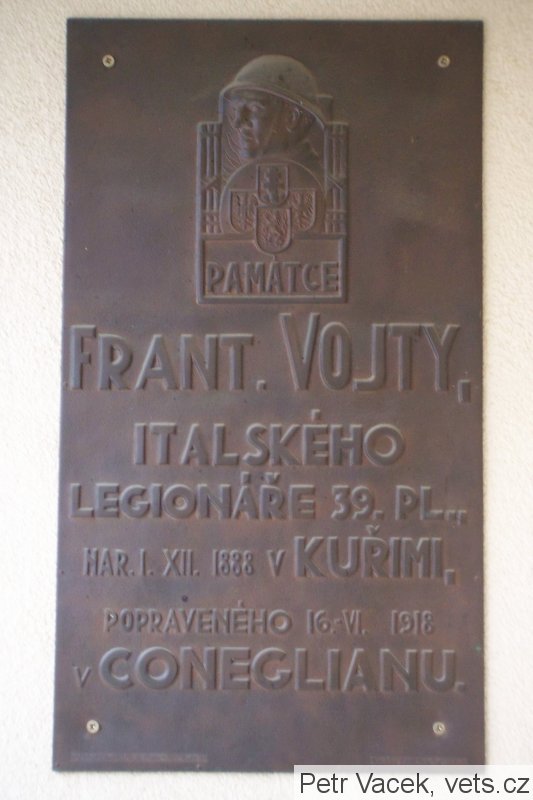 PAMÁTCE
FRANT. VOJTY,
ITALSKÉHO
LEGIONÁŘE 39. PL.,
NAR. 1. XII. 1888 V KUŘIMI,
POPRAVENÉHO 16. VI. 1918
V CONEGLIANU.
Petr Vacek, vets.cz